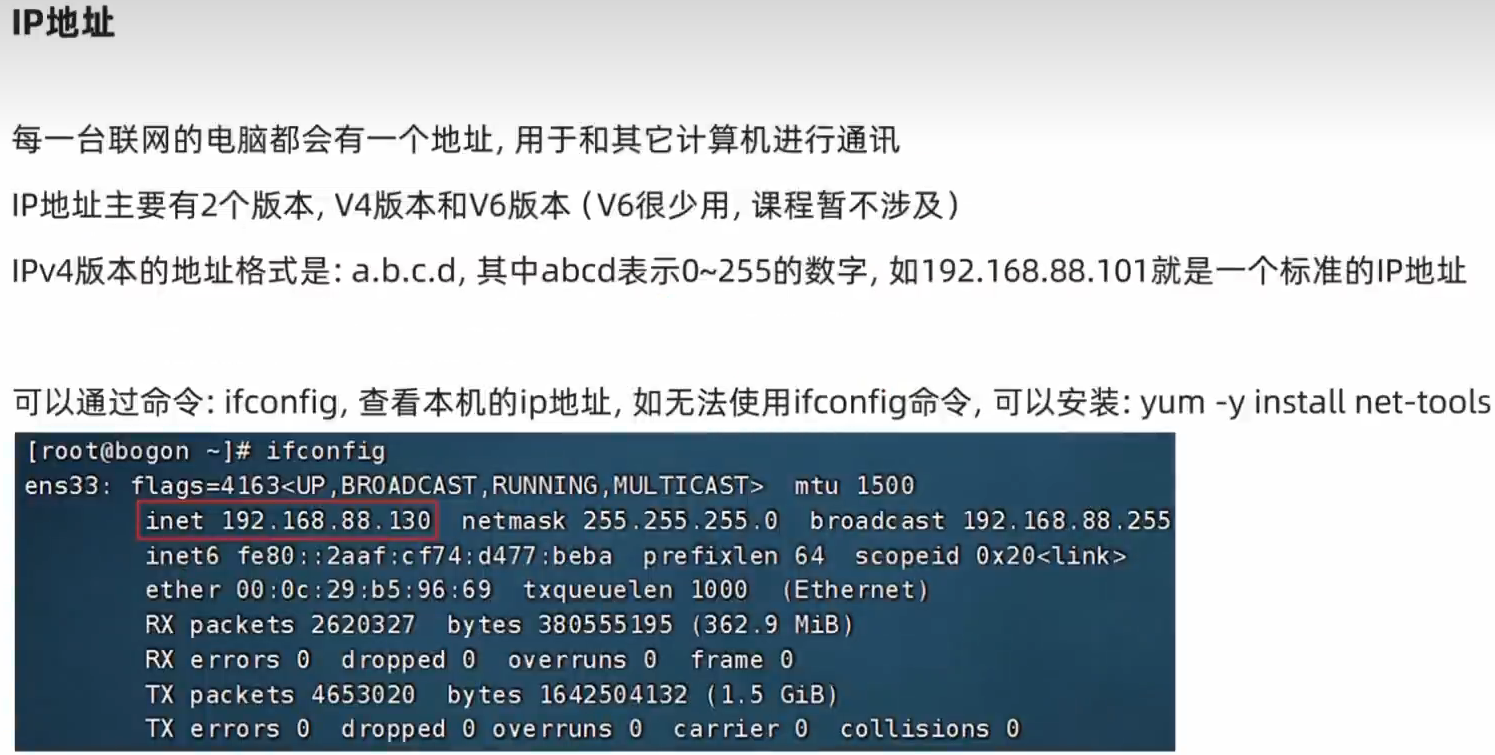 IP地址
每一台联网的电脑都会有一个地址, 用于和其它计算机进行通讯
IP地址主要有2个版本, V4版本和V6版本 (V6很少用, 课程暂不涉及)
IPv4版本的地址格式是: a.b.c.d, 其中abcd表示0~255的数字, 如192.168.88.101就是一个标准的IP地址
可以通过命令: ifconfig, 查看本机的ip地址, 如无法使用ifconfig命令, 可以安装: yum -y install net-tools
[root@bogon ~]# ifconfig
ens33: flags=4163<UP,BROADCAST,RUNNING,MULTICAST>  mtu 1500
inet 192.168.88.130  netmask 255.255.255.0  broadcast 192.168.88.255
inet6 fe80::2aaf:cf74:d477:beba  prefixlen 64  scopeid 0x20<link>
ether 00:0c:29:b5:96:69  txqueuelen 1000  (Ethernet)
RX packets 2620327  bytes 380555195 (362.9 MiB)
RX errors 0  dropped 0  overruns 0  frame 0
TX packets 4653020  bytes 1642504132 (1.5 GiB)
TX errors 0  dropped 0 overruns 0  carrier 0  collisions 0